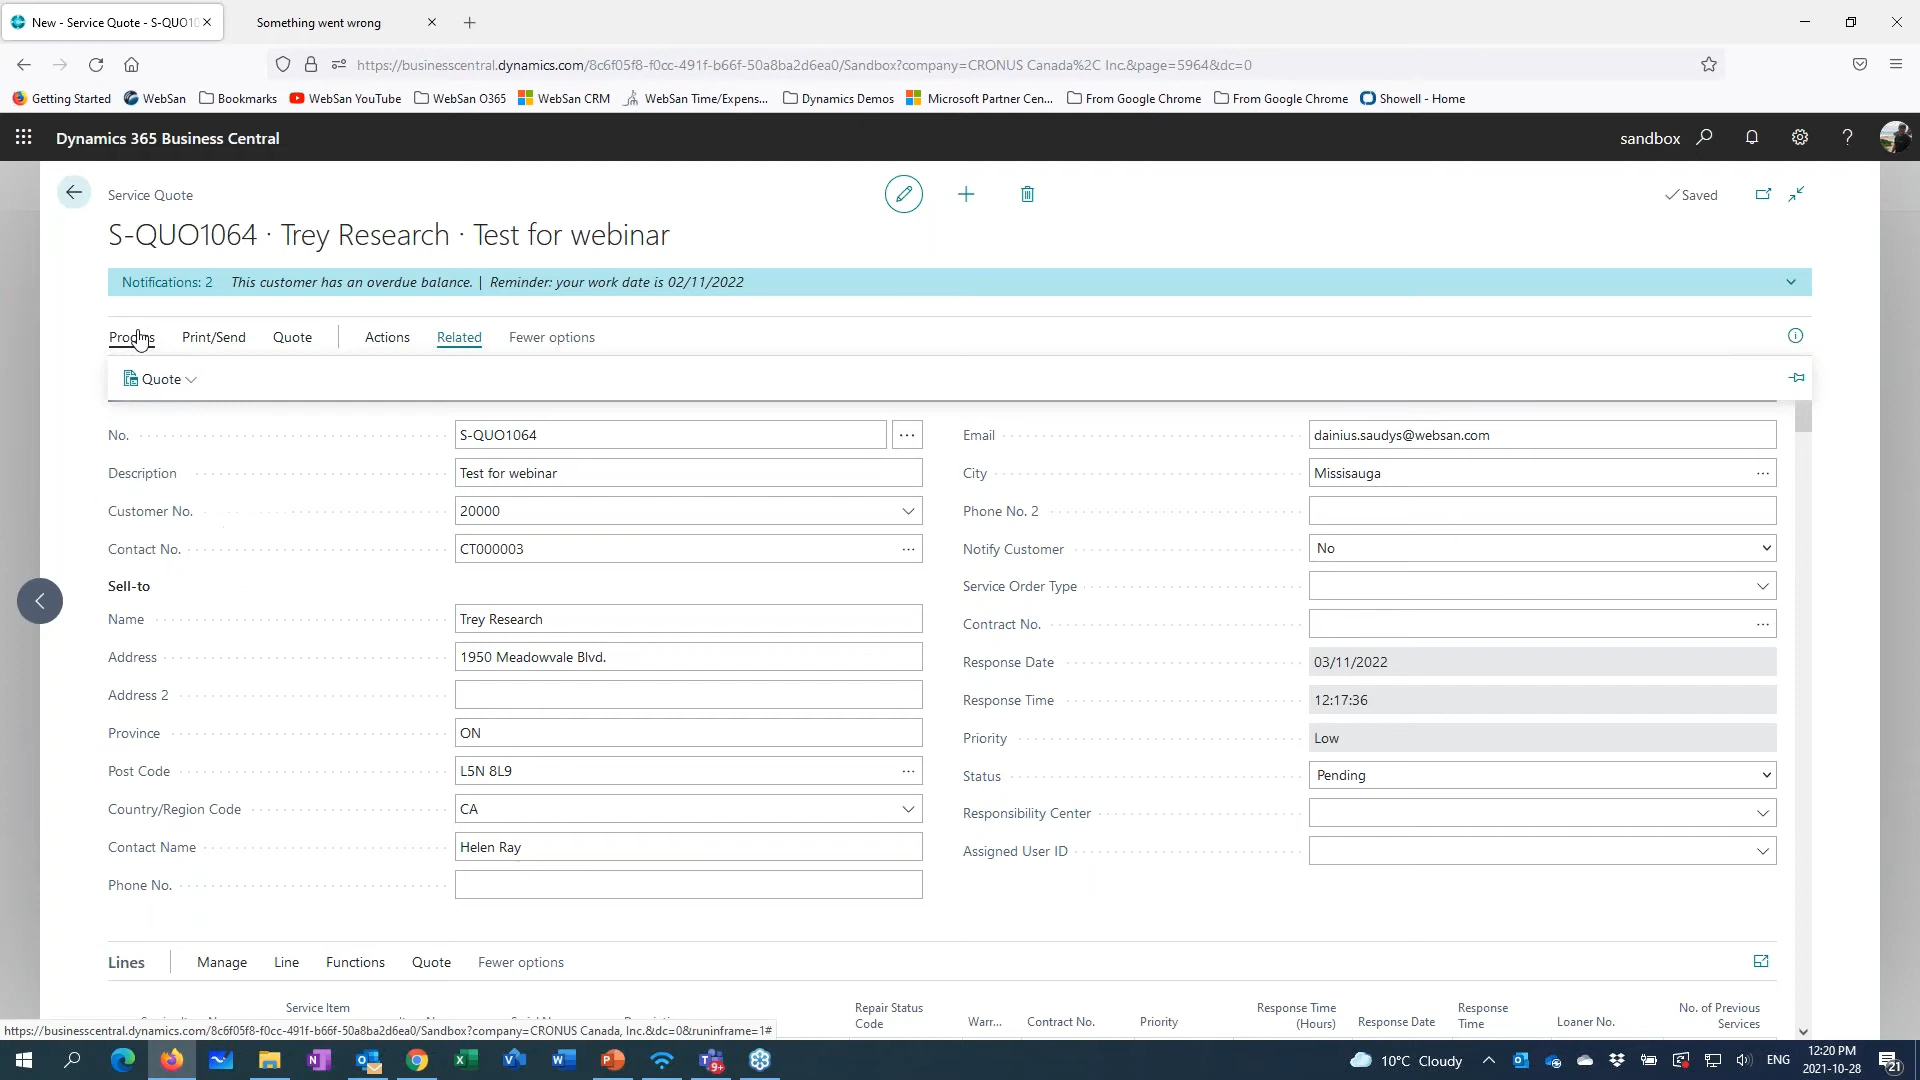 New - Service Quote - S-QUO10
Something went wrong
https://businesscentral.dynamics.com/8c6f05f8-f0cc-491f-b66f-50a8ba2d6ea0/Sandbox?company=CRONUS Canada%2C Inc.&page=5964&dc=0
Getting Started
WebSan
Bookmarks
WebSan YouTube
WebSan O365
WebSan CRM
WebSan Time/Expens...
Dynamics Demos
Microsoft Partner Cen...
From Google Chrome
From Google Chrome
Showell - Home
Dynamics 365 Business Central
sandbox
Service Quote
Saved
S-QUO1064 · Trey Research · Test for webinar
Notifications: 2 This customer has an overdue balance. | Reminder: your work date is 02/11/2022
Print/Send Quote Actions Related Fewer options
Quote
No. S-QUO1064
Description Test for webinar
Customer No. 20000
Contact No. CT000003
Sell-to
Name Trey Research
Address 1950 Meadowvale Blvd.
Address 2
Province ON
Post Code L5N 8L9
Country/Region Code CA
Contact Name Helen Ray
Phone No.
Email dainius.saudys@websan.com
City Missisauga
Phone No. 2
Notify Customer No
Service Order Type
Contract No.
Response Date 03/11/2022
Response Time 12:17:36
Priority Low
Status Pending
Responsibility Center
Assigned User ID
Lines Manage Line Functions Quote Fewer options
Service Item
Repair Status Code
Warr...
Contract No.
Priority
Response Time (Hours)
Response Date
Response Time
Loaner No.
No. of Previous Services
https://businesscentral.dynamics.com/8c6f05f8-f0cc-491f-b66f-50a8ba2d6ea0/Sandbox?company=CRONUS Canada, Inc.&dc=0&runinframe=1#
9+
10°C Cloudy
ENG
12:20 PM
2021-10-28
21